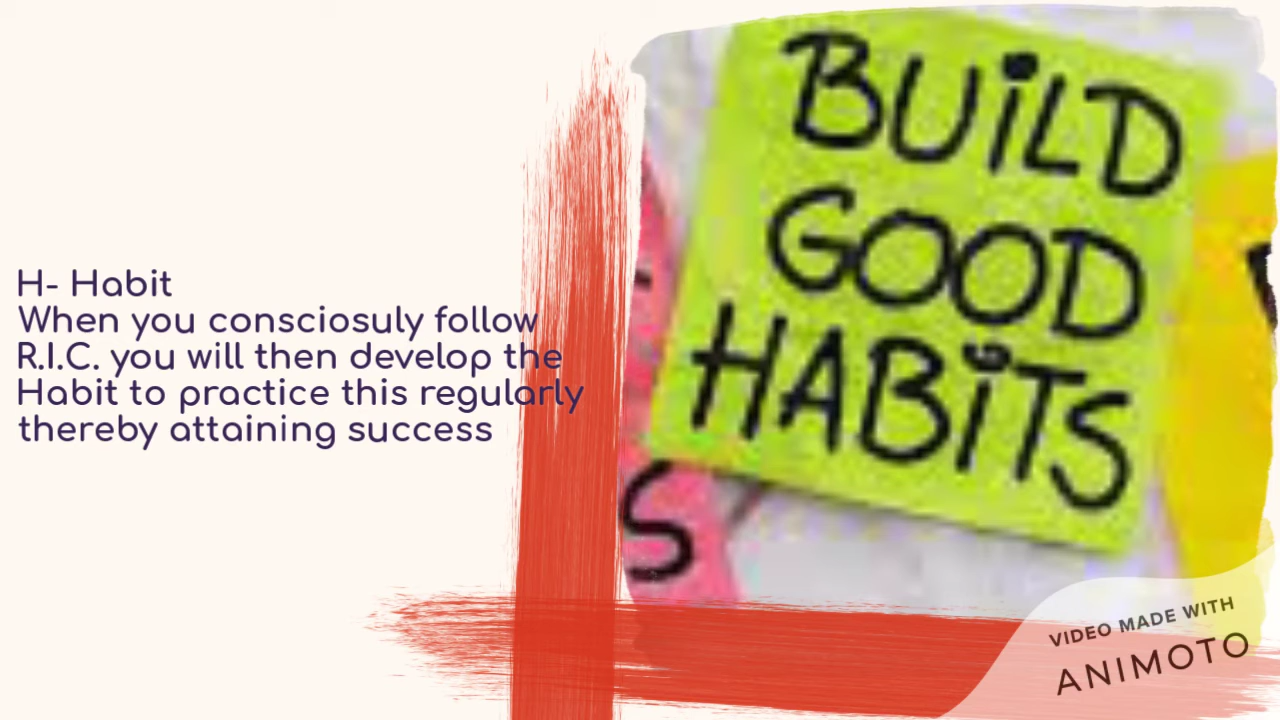 H- Habit
When you consciosuly follow
R.I.C. you will then develop the
Habit to practice this regularly
thereby attaining success
BUiLD
GOOD
HABiTS
S
VIDEO MADE WITH
ANIMOTO